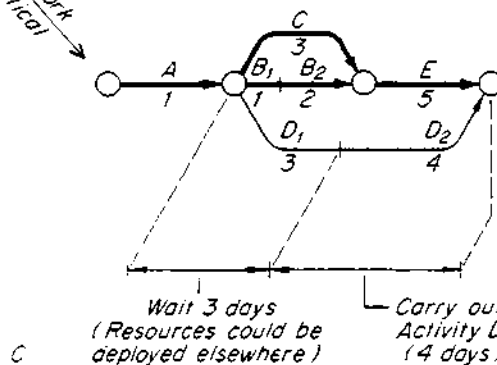 C
3
A
B₁
B₂
E
1
1
2
5
D₁
D₂
3
4
Wait 3 days
(Resources could be
deployed elsewhere)
Carry ou
Activity
(4 days)
C